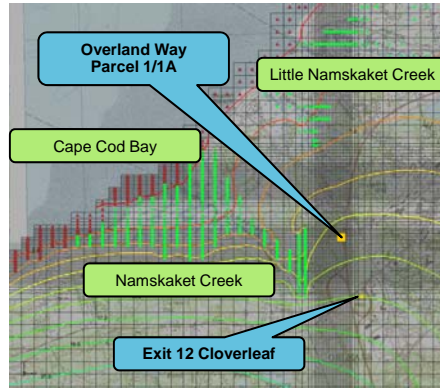 Overland Way
Parcel 1/1A
Little Namskaket Creek
Cape Cod Bay
Namskaket Creek
Exit 12 Cloverleaf